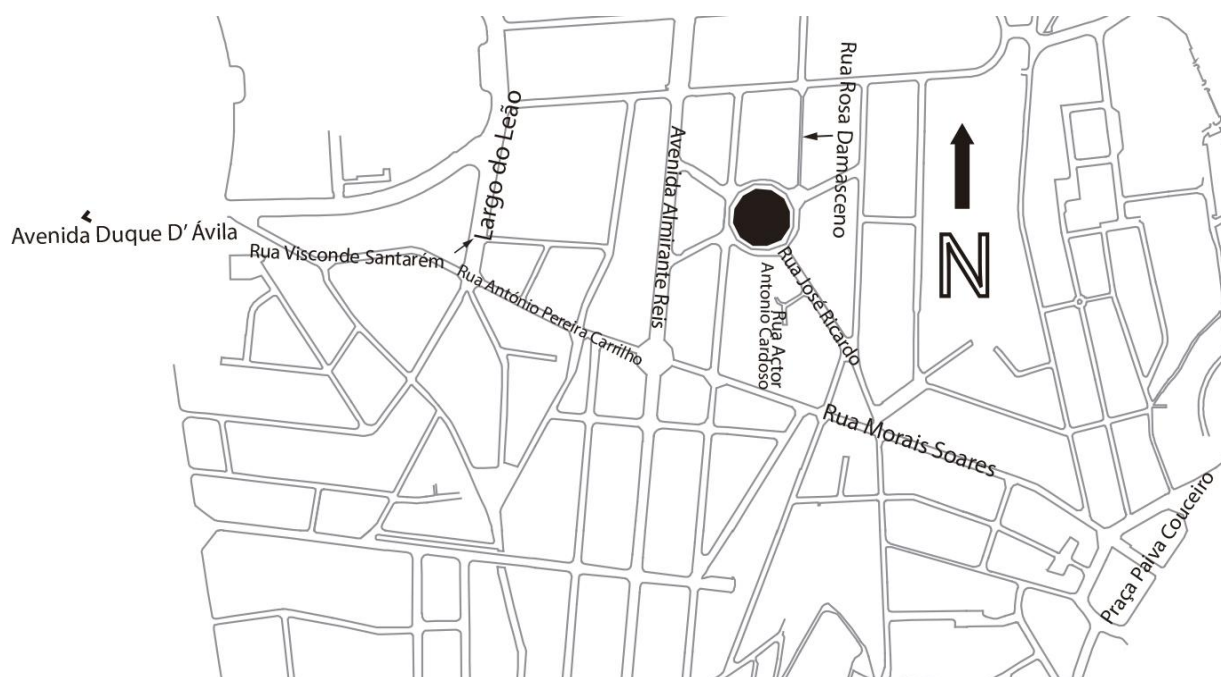 Rua Rosa Damasceno
Largo do Leão
Avenida Almirante Reis
Avenida Duque D' Ávila
Rua Visconde Santarém
Rua António Pereira Carrilho
Rua José Ricardo
Rua Actor
Antonio Cardoso
N
Rua Morais Soares
Praça Paiva Couceiro